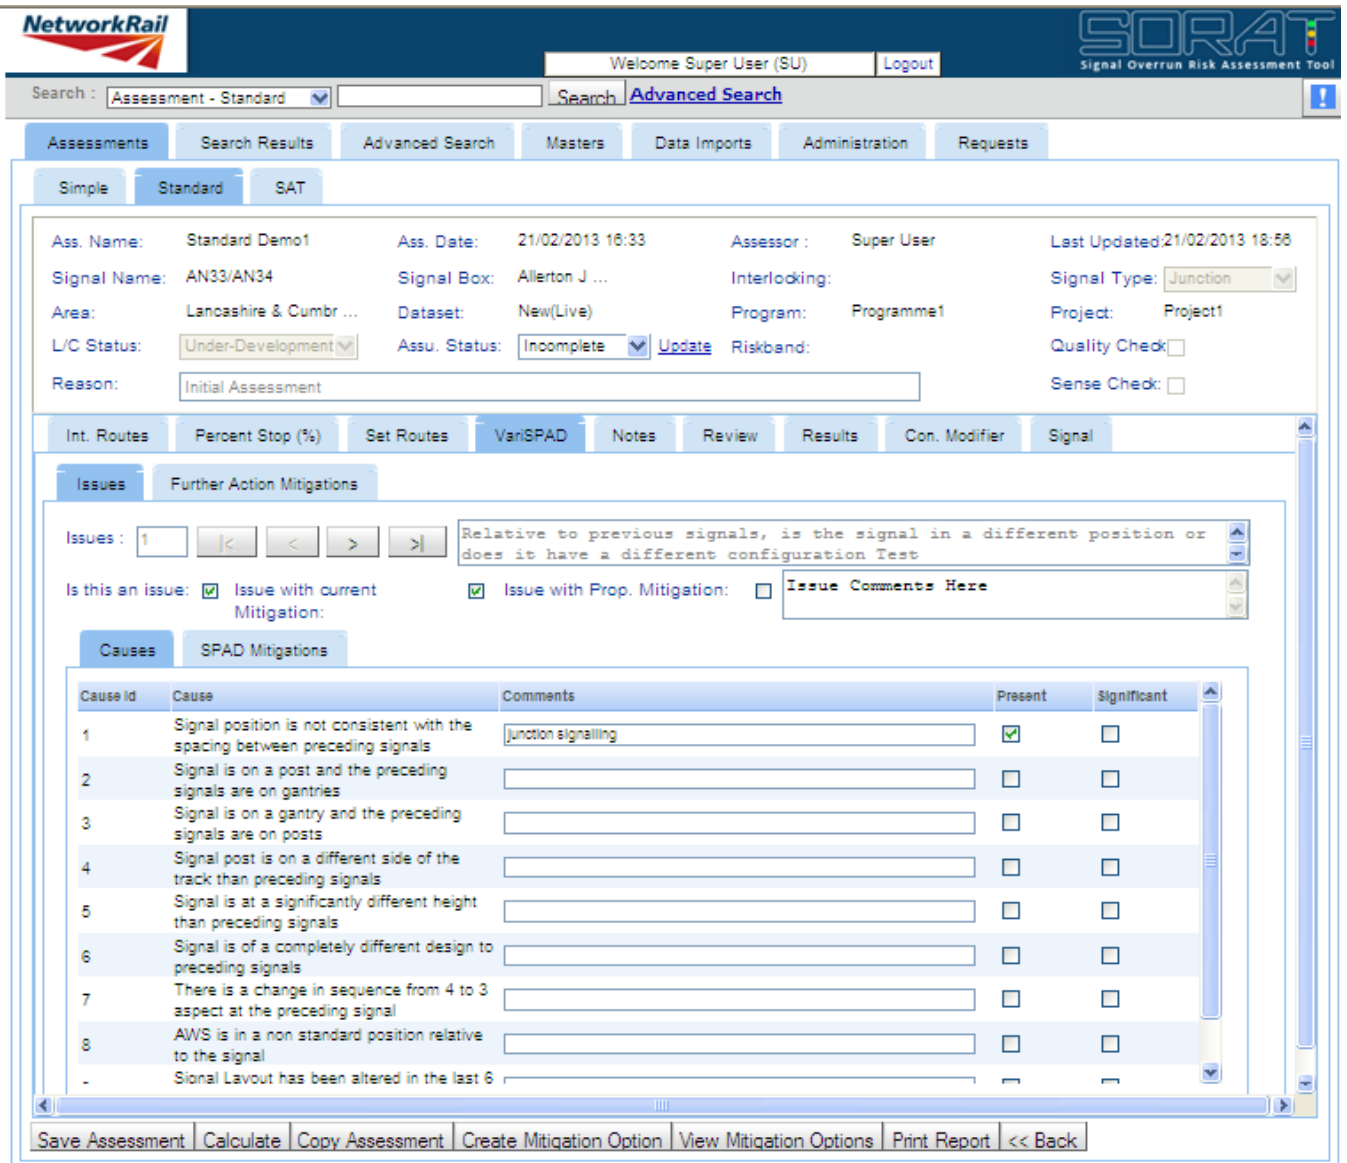 NetworkRail
SORAT
Signal Overrun Risk Assessment Tool
Welcome Super User (SU) Logout
Search : Assessment - Standard Search Advanced Search
Assessments Search Results Advanced Search Masters Data Imports Administration Requests
Simple Standard SAT
Ass. Name: Standard Demo1 Ass. Date: 21/02/2013 16:33 Assessor : Super User Last Updated: 21/02/2013 18:56
Signal Name: AN33/AN34 Signal Box: Allerton J ... Interlocking: Signal Type: Junction
Area: Lancashire & Cumbr ... Dataset: New(Live) Program: Programme1 Project: Project1
L/C Status: Under-Development Assu. Status: Incomplete Update Riskband: Quality Check
Reason: Initial Assessment Sense Check:
Int. Routes Percent Stop (%) Set Routes VariSPAD Notes Review Results Con. Modifier Signal
Issues Further Action Mitigations
Issues : 1 |< < > >| Relative to previous signals, is the signal in a different position or
does it have a different configuration Test
Is this an issue: Issue with current Issue with Prop. Mitigation: Issue Comments Here
Mitigation:
Causes SPAD Mitigations
Cause Id Cause Comments Present Significant
1 Signal position is not consistent with the junction signalling
spacing between preceding signals
2 Signal is on a post and the preceding
signals are on gantries
3 Signal is on a gantry and the preceding
signals are on posts
4 Signal post is on a different side of the
track than preceding signals
5 Signal is at a significantly different height
than preceding signals
6 Signal is of a completely different design to
preceding signals
7 There is a change in sequence from 4 to 3
aspect at the preceding signal
8 AWS is in a non standard position relative
to the signal
Signal Layout has been altered in the last 6
Save Assessment Calculate Copy Assessment Create Mitigation Option View Mitigation Options Print Report << Back